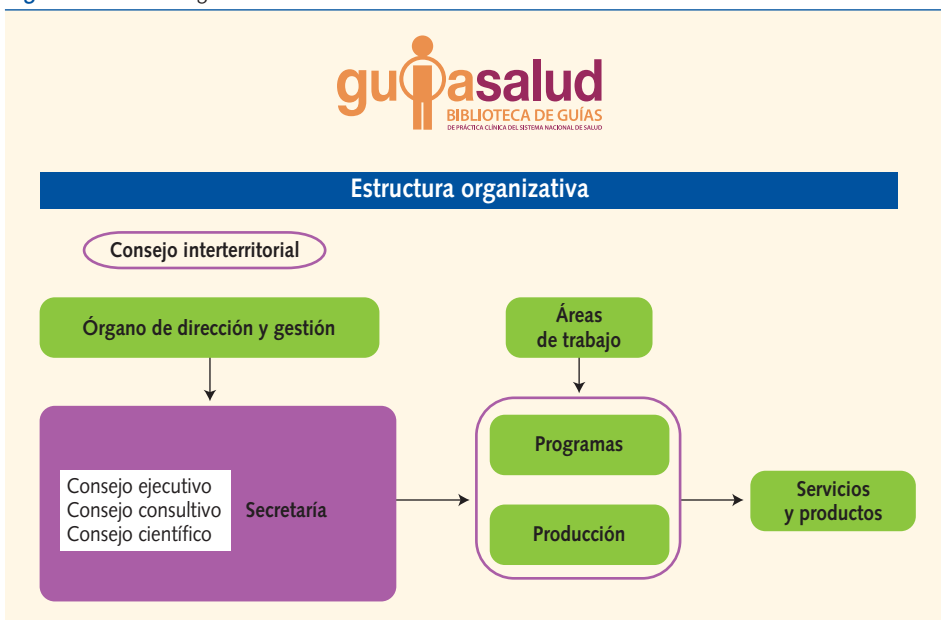 guíasalud
BIBLIOTECA DE GUÍAS
DE PRÁCTICA CLÍNICA DEL SISTEMA NACIONAL DE SALUD
Estructura organizativa
Consejo interterritorial
Órgano de dirección y gestión
Áreas
de trabajo
Consejo ejecutivo
Consejo consultivo
Consejo científico
Secretaría
Programas
Producción
Servicios
y productos